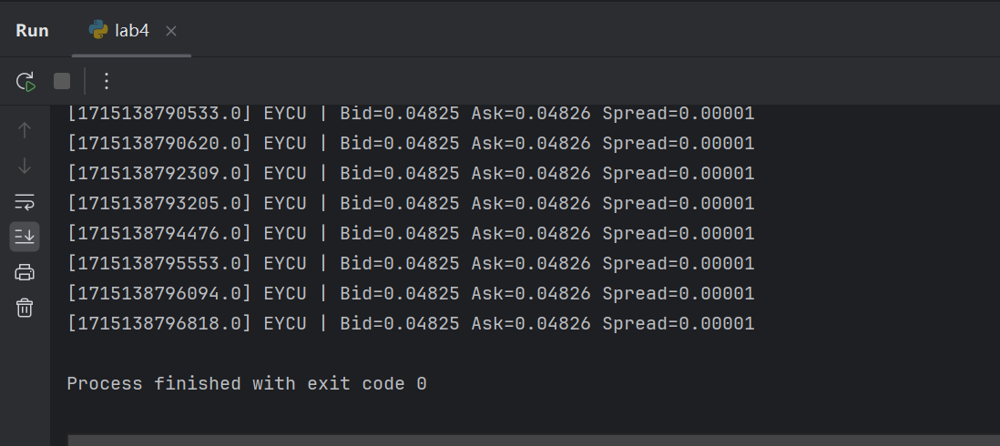 Run lab4
[1715138790533.0] EYCU | Bid=0.04825 Ask=0.04826 Spread=0.00001
[1715138790620.0] EYCU | Bid=0.04825 Ask=0.04826 Spread=0.00001
[1715138792309.0] EYCU | Bid=0.04825 Ask=0.04826 Spread=0.00001
[1715138793205.0] EYCU | Bid=0.04825 Ask=0.04826 Spread=0.00001
[1715138794476.0] EYCU | Bid=0.04825 Ask=0.04826 Spread=0.00001
[1715138795553.0] EYCU | Bid=0.04825 Ask=0.04826 Spread=0.00001
[1715138796094.0] EYCU | Bid=0.04825 Ask=0.04826 Spread=0.00001
[1715138796818.0] EYCU | Bid=0.04825 Ask=0.04826 Spread=0.00001
Process finished with exit code 0